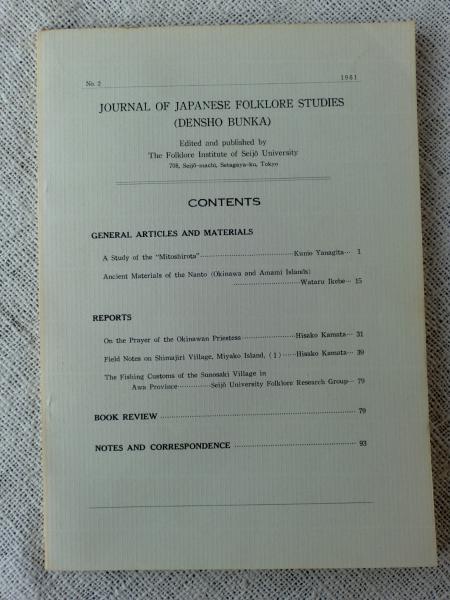 No. 2 1961
JOURNAL OF JAPANESE FOLKLORE STUDIES
(DENSHO BUNKA)
Edited and published by
The Folklore Institute of Seijô University
708, Seijô-machi, Setagaya-ku, Tokyo
CONTENTS
GENERAL ARTICLES AND MATERIALS
A Study of the "Mitoshirota" Kunio Yanagita 1
Ancient Materials of the Nanto (Okinawa and Amami Islands)
Wataru Ikebe 15
REPORTS
On the Prayer of the Okinawan Priestess Hisako Kamata 31
Field Notes on Shimajiri Village, Miyako Island, (1) Hisako Kamata 39
The Fishing Customs of the Sunosaki Village in
Awa Province Seijô University Folklore Research Group 79
BOOK REVIEW 79
NOTES AND CORRESPONDENCE 93